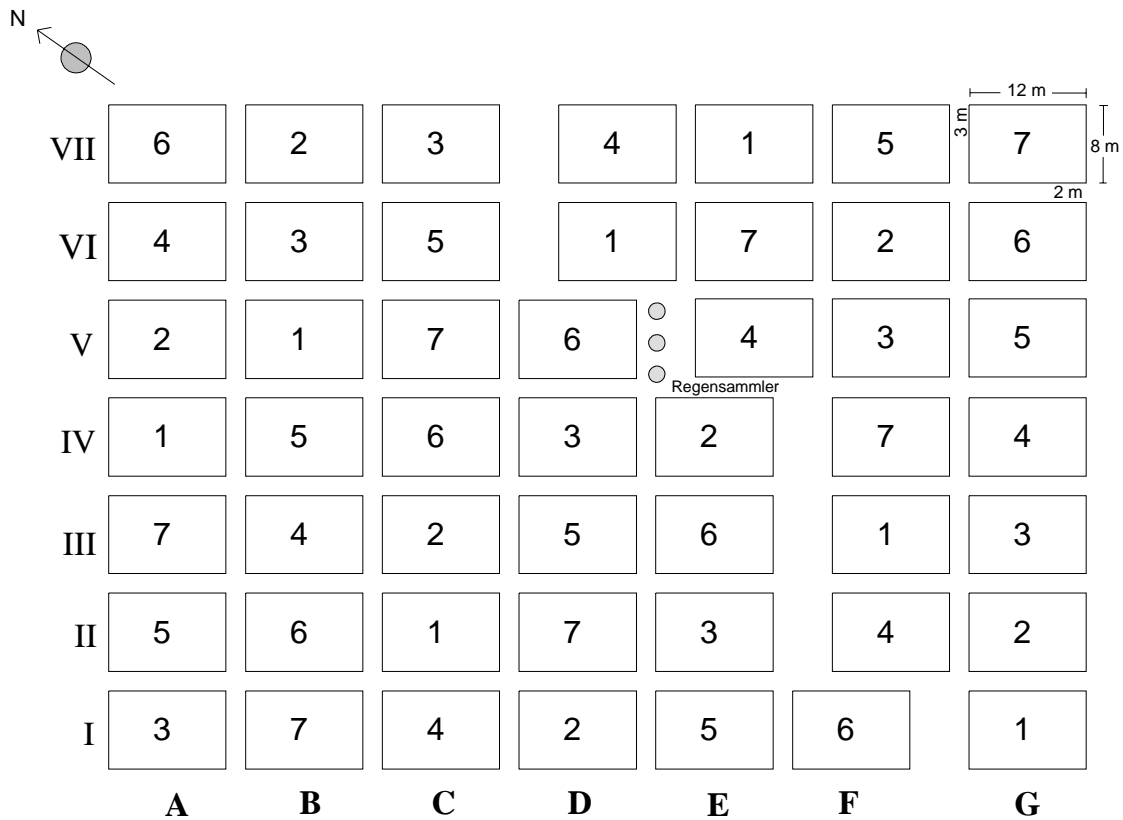 N
12 m
VII 6 2 3 4 1 5 3 m 7 8 m
2 m
VI 4 3 5 1 7 2 6
V 2 1 7 6 4 3 5
Regensammler
IV 1 5 6 3 2 7 4
III 7 4 2 5 6 1 3
II 5 6 1 7 3 4 2
I 3 7 4 2 5 6 1
A B C D E F G